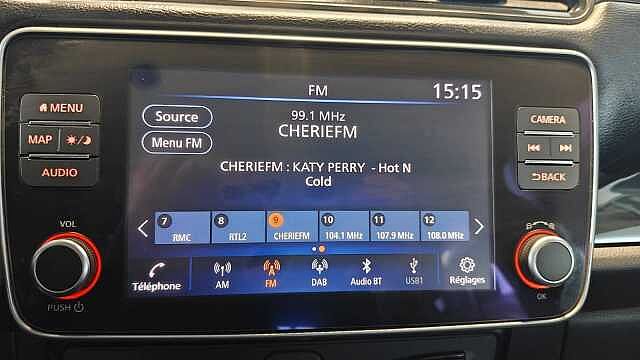 FM
15:15
MENU
MAP
AUDIO
VOL
PUSH
Source
Menu FM
99.1 MHz
CHERIEFM
CHERIEFM : KATY PERRY - Hot N
Cold
7 8 9 10 11 12
RMC RTL2 CHERIEFM 104.1 MHz 107.9 MHz 108.0 MHz
Téléphone AM FM DAB Audio BT USB1 Réglages
CAMERA
BACK
OK